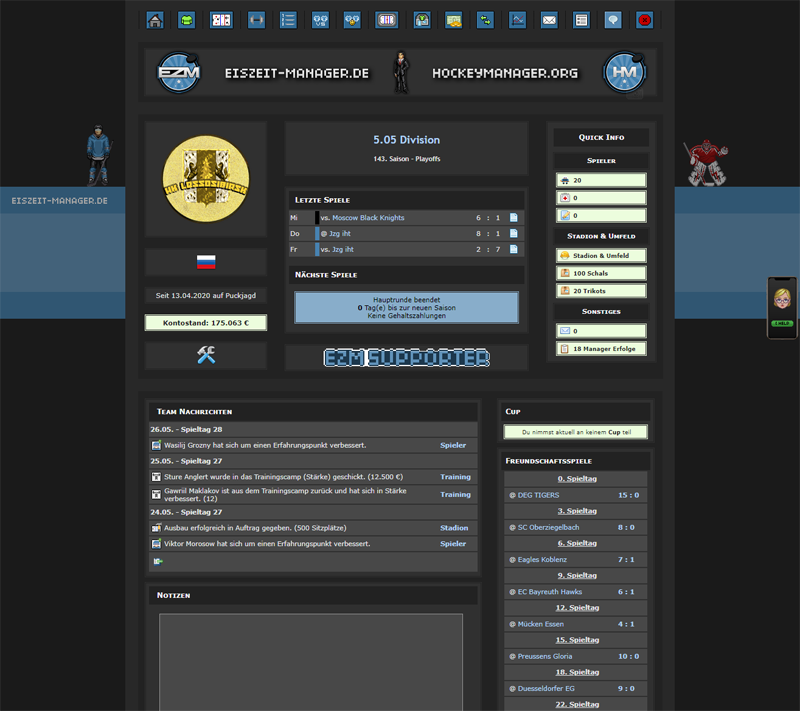 EZM
EISZEIT-MANAGER.DE
HOCKEYMANAGER.ORG
HM
EISZEIT-MANAGER.DE
HK LESSOSIBIRSK
Seit 13.04.2020 auf Puckjagd
Kontostand: 175.063 €
5.05 Division
143. Saison - Playoffs
Letzte Spiele
Mi vs. Moscow Black Knights 6 : 1
Do @ Jzg iht 8 : 1
Fr vs. Jzg iht 2 : 7
Nächste Spiele
Hauptrunde beendet
0 Tag(e) bis zur neuen Saison
Keine Gehaltszahlungen
EZM SUPPORTER
Quick Info
Spieler
20
0
0
Stadion & Umfeld
Stadion & Umfeld
100 Schals
20 Trikots
Sonstiges
0
18 Manager Erfolge
HELP
Team Nachrichten
26.05. - Spieltag 28
Wasilij Grozny hat sich um einen Erfahrungspunkt verbessert. Spieler
25.05. - Spieltag 27
Sture Anglert wurde in das Trainingscamp (Stärke) geschickt. (12.500 €) Training
Gawriil Maklakov ist aus dem Trainingscamp zurück und hat sich in Stärke
verbessert. (12) Training
24.05. - Spieltag 27
Ausbau erfolgreich in Auftrag gegeben. (500 Sitzplätze) Stadion
Viktor Morosow hat sich um einen Erfahrungspunkt verbessert. Spieler
Notizen
Cup
Du nimmst aktuell an keinem Cup teil
Freundschaftsspiele
0. Spieltag
@ DEG TIGERS 15 : 0
3. Spieltag
@ SC Oberziegelbach 8 : 0
6. Spieltag
@ Eagles Koblenz 7 : 1
9. Spieltag
@ EC Bayreuth Hawks 6 : 1
12. Spieltag
@ Mücken Essen 4 : 1
15. Spieltag
@ Preussens Gloria 10 : 0
18. Spieltag
@ Duesseldorfer EG 9 : 0
22. Spieltag